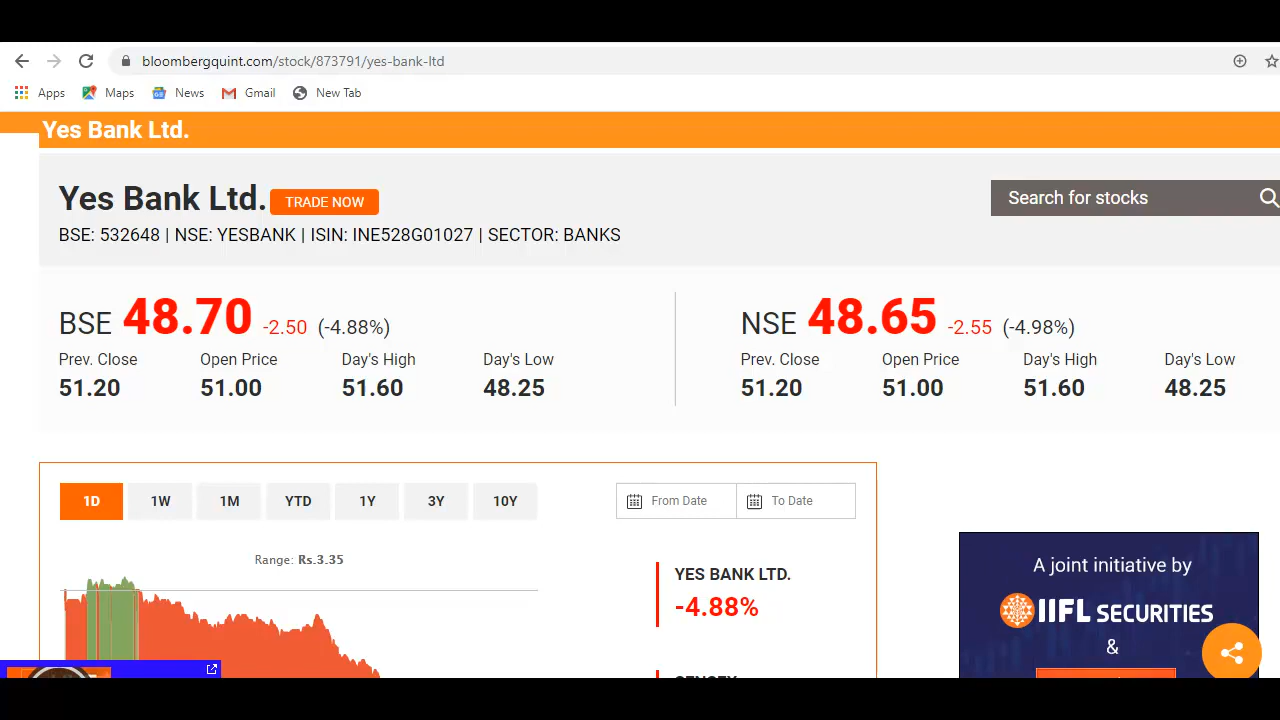 bloombergquint.com/stock/873791/yes-bank-ltd
Apps Maps News Gmail New Tab
Yes Bank Ltd.
Yes Bank Ltd. TRADE NOW
Search for stocks
BSE: 532648 | NSE: YESBANK | ISIN: INE528G01027 | SECTOR: BANKS
BSE 48.70 -2.50 (-4.88%)
Prev. Close Open Price Day's High Day's Low
51.20 51.00 51.60 48.25
NSE 48.65 -2.55 (-4.98%)
Prev. Close Open Price Day's High Day's Low
51.20 51.00 51.60 48.25
1D 1W 1M YTD 1Y 3Y 10Y
From Date To Date
Range: Rs.3.35
YES BANK LTD.
-4.88%
A joint initiative by
IIFL SECURITIES
&